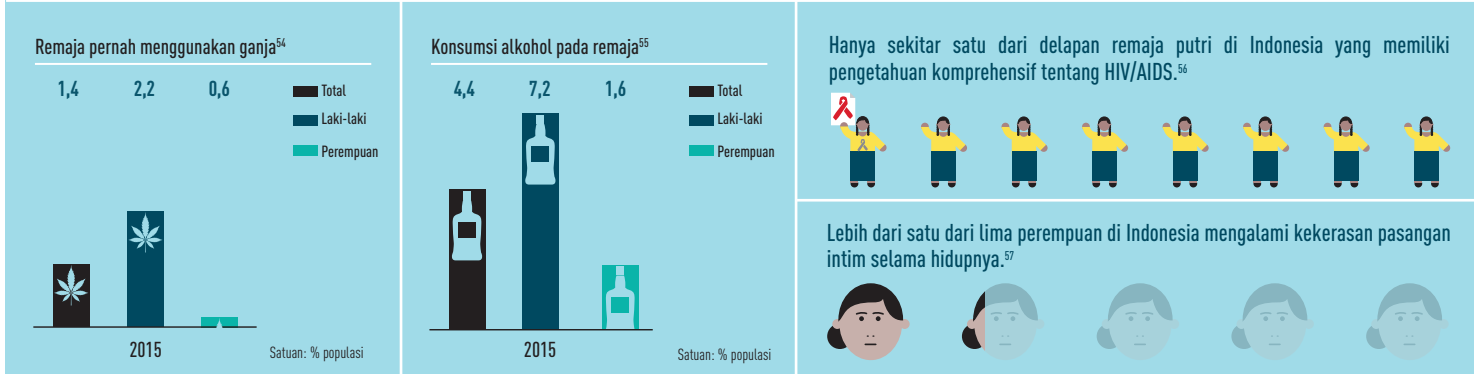 Remaja pernah menggunakan ganja⁵⁴
1,4 2,2 0,6
Total
Laki-laki
Perempuan
2015
Satuan: % populasi
Konsumsi alkohol pada remaja⁵⁵
4,4 7,2 1,6
Total
Laki-laki
Perempuan
2015
Satuan: % populasi
Hanya sekitar satu dari delapan remaja putri di Indonesia yang memiliki
pengetahuan komprehensif tentang HIV/AIDS.⁵⁶
Lebih dari satu dari lima perempuan di Indonesia mengalami kekerasan pasangan
intim selama hidupnya.⁵⁷